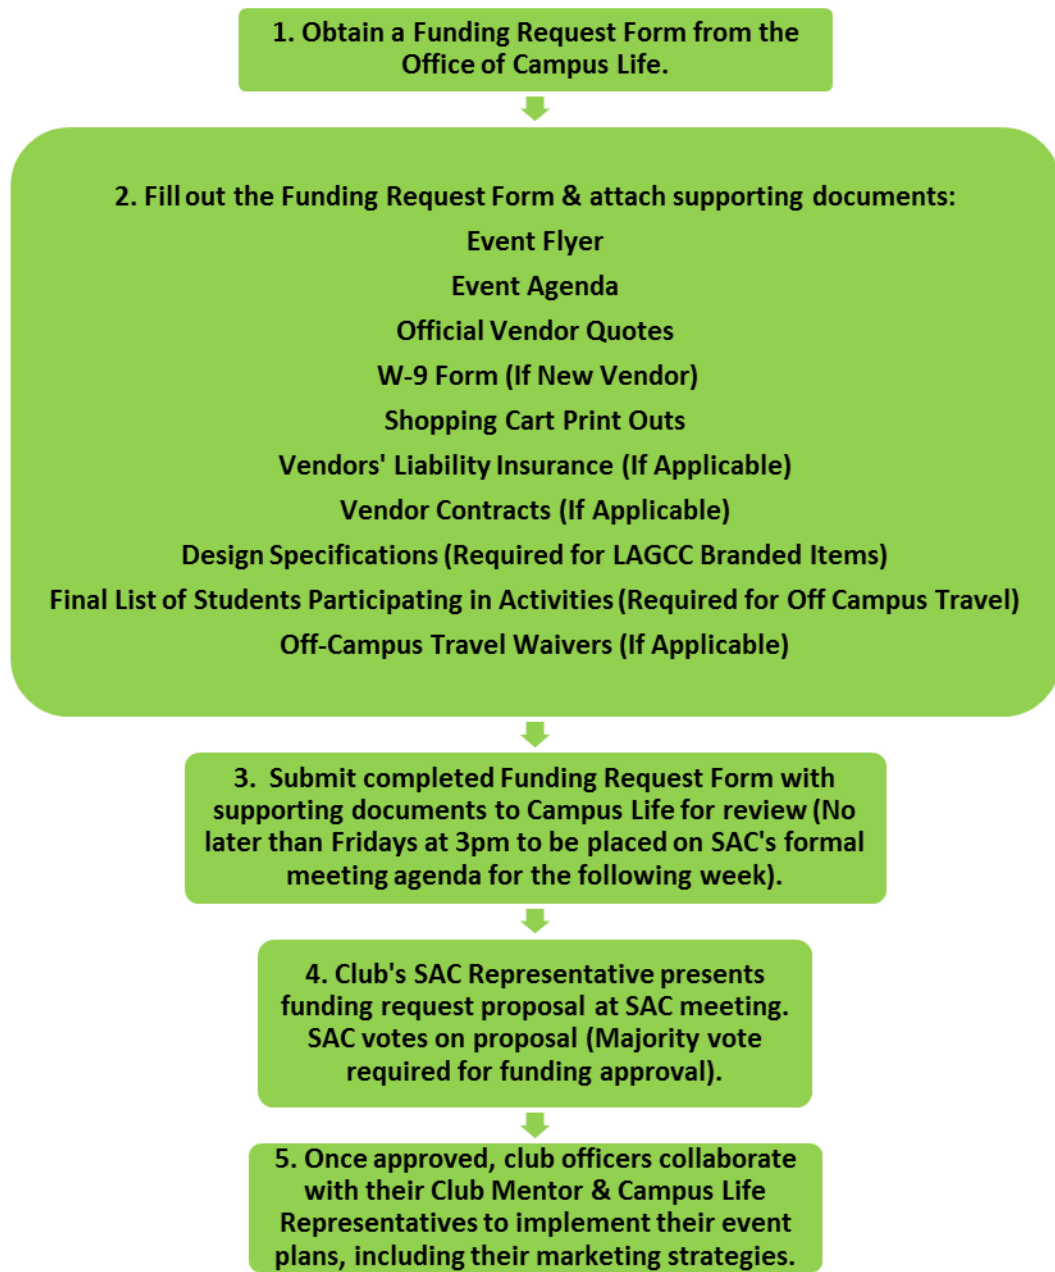 1. Obtain a Funding Request Form from the
Office of Campus Life.
2. Fill out the Funding Request Form & attach supporting documents:
Event Flyer
Event Agenda
Official Vendor Quotes
W-9 Form (If New Vendor)
Shopping Cart Print Outs
Vendors' Liability Insurance (If Applicable)
Vendor Contracts (If Applicable)
Design Specifications (Required for LAGCC Branded Items)
Final List of Students Participating in Activities (Required for Off Campus Travel)
Off-Campus Travel Waivers (If Applicable)
3. Submit completed Funding Request Form with
supporting documents to Campus Life for review (No
later than Fridays at 3pm to be placed on SAC's formal
meeting agenda for the following week).
4. Club's SAC Representative presents
funding request proposal at SAC meeting.
SAC votes on proposal (Majority vote
required for funding approval).
5. Once approved, club officers collaborate
with their Club Mentor & Campus Life
Representatives to implement their event
plans, including their marketing strategies.